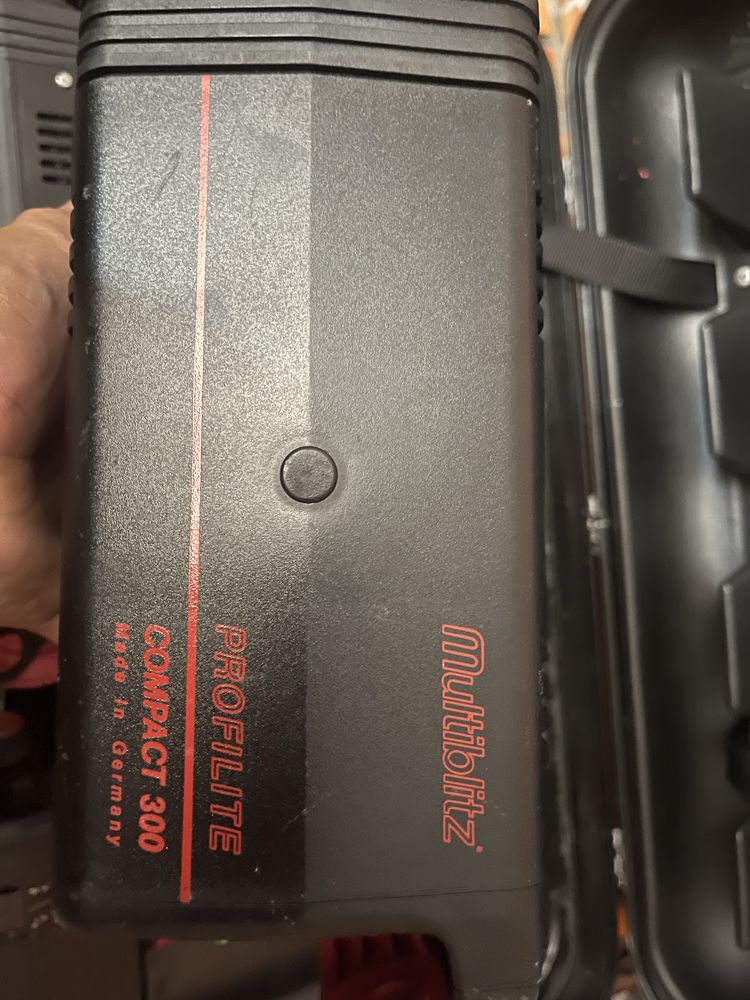 Multiblitz
PROFILITE
COMPACT 300
Made in Germany